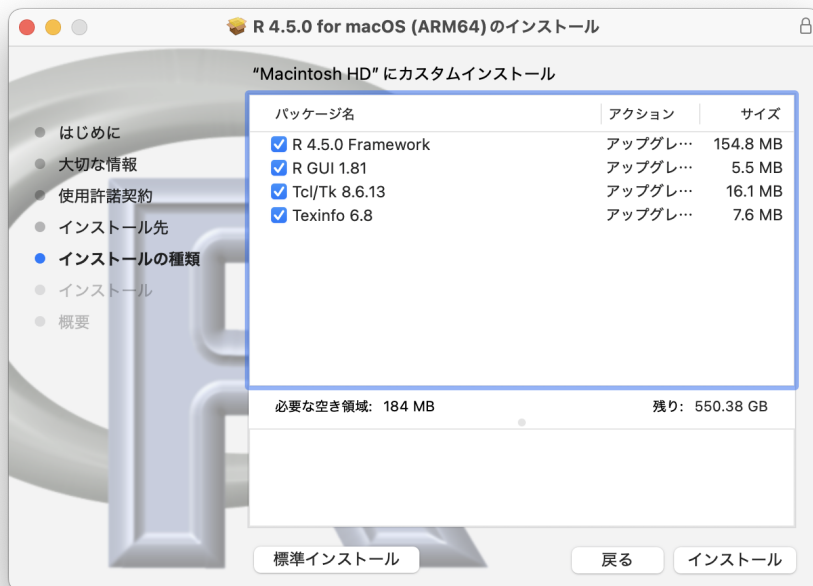 R 4.5.0 for macOS (ARM64)のインストール
"Macintosh HD" にカスタムインストール
はじめに
大切な情報
使用許諾契約
インストール先
インストールの種類
インストール
概要
パッケージ名 アクション サイズ
R 4.5.0 Framework アップグレ… 154.8 MB
R GUI 1.81 アップグレ… 5.5 MB
Tcl/Tk 8.6.13 アップグレ… 16.1 MB
Texinfo 6.8 アップグレ… 7.6 MB
必要な空き領域: 184 MB 残り: 550.38 GB
標準インストール 戻る インストール